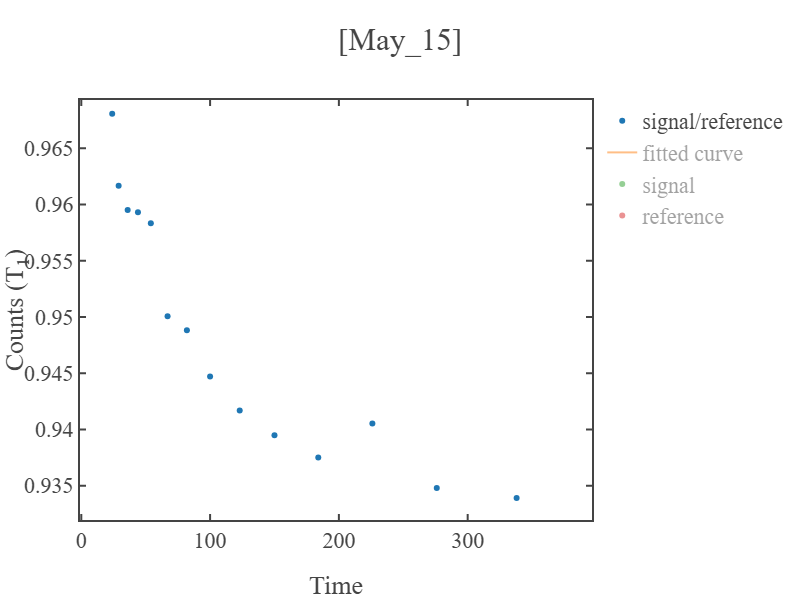 [May_15]
signal/reference
fitted curve
signal
reference
Counts (T₁)
0.965
0.96
0.955
0.95
0.945
0.94
0.935
0
100
200
300
Time